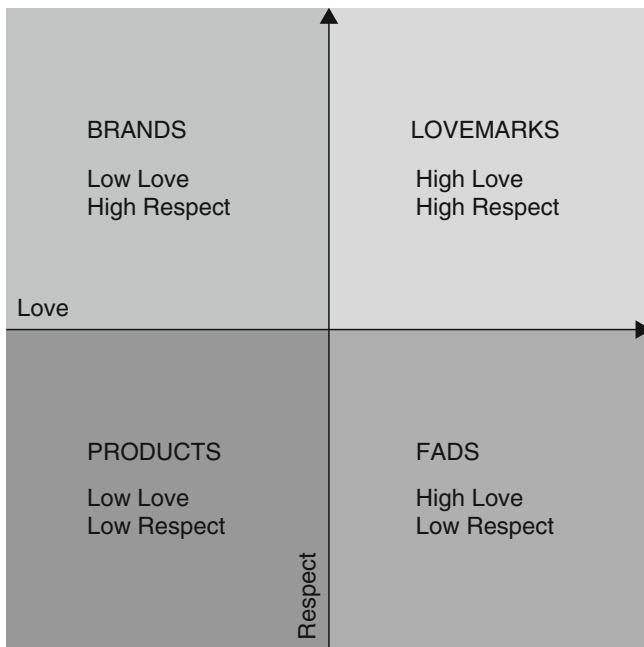 BRANDS
Low Love
High Respect
LOVEMARKS
High Love
High Respect
Love
PRODUCTS
Low Love
Low Respect
FADS
High Love
Low Respect
Respect